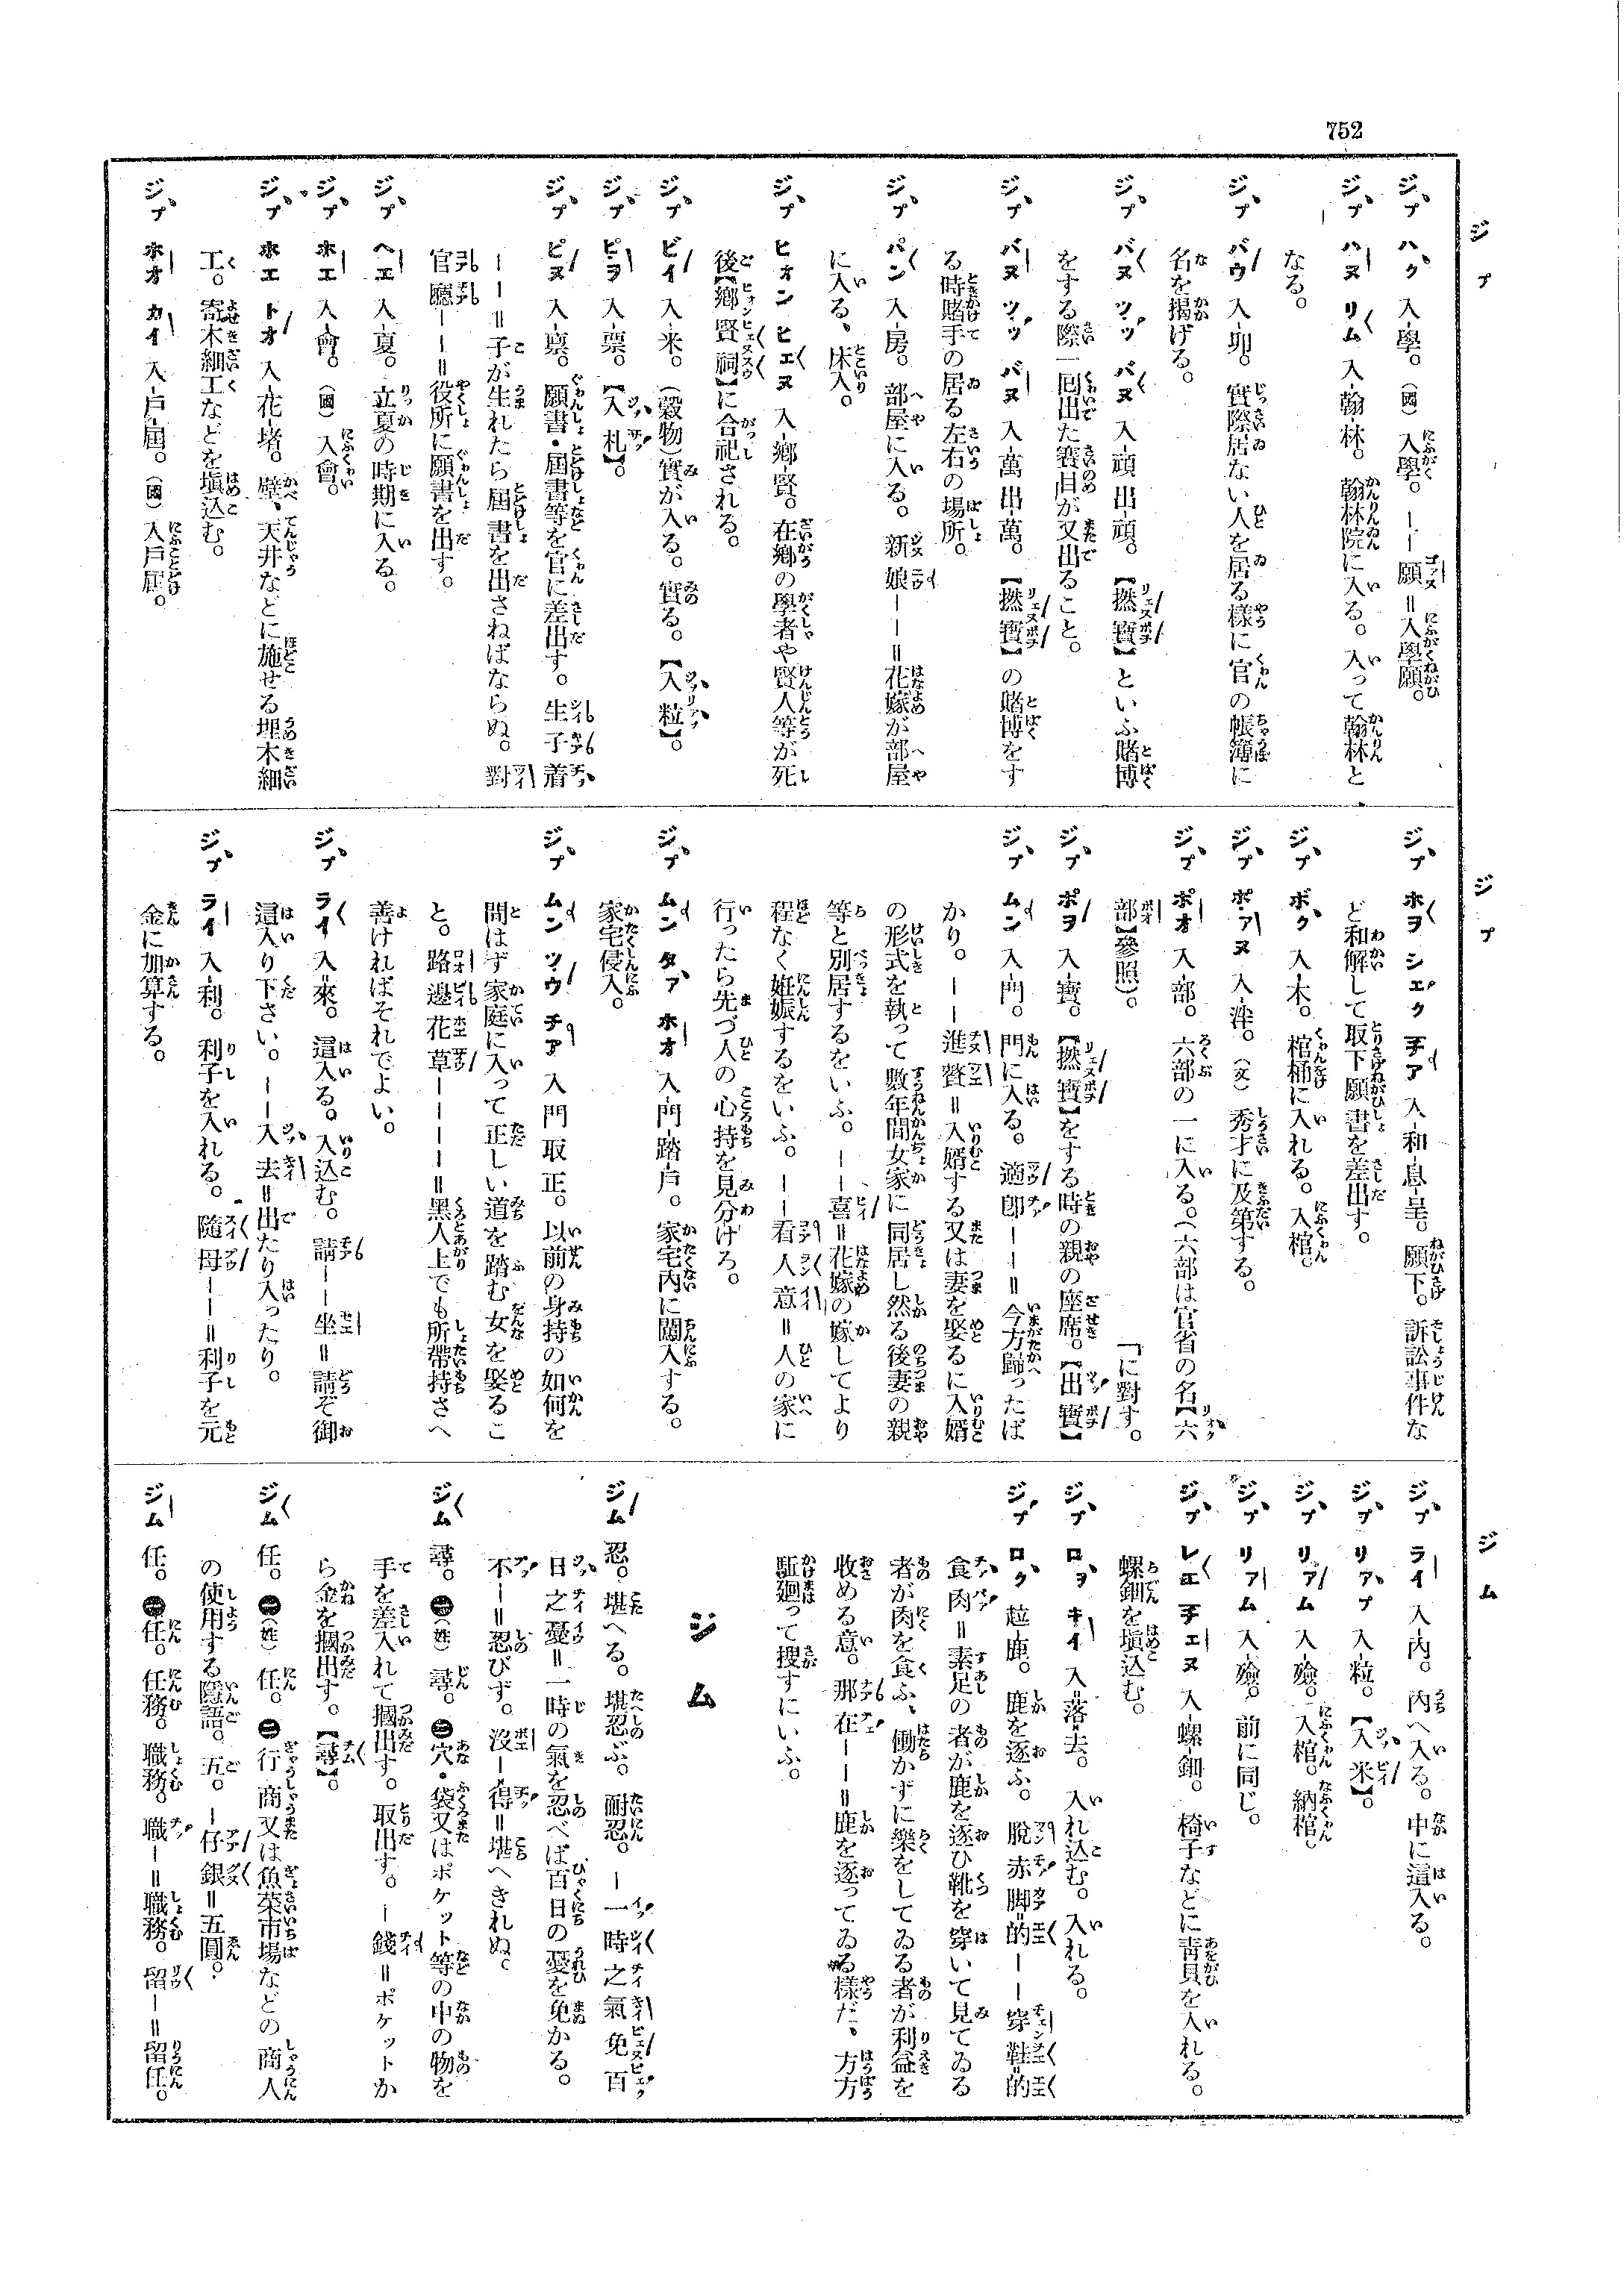 752
ジプ
ジプ ハク 入-學。(國) 入學。――願=入學願。
ジプ ハヌ リム 入-翰-林。翰林院に入る。入って翰林と
なる。
ジプ バウ 入-卯。實際居ない人を居る樣に官の帳簿に
名を揭げる。
ジプ バヌ ツッ バヌ 入-頑 出-頑。【撚寶】といふ賭博
をする際一囘出た簺目が又出ること。
ジプ バヌ ツッ バヌ 入-萬 出-萬。【撚寶】の賭博をす
る時賭手の居る左右の場所。
ジプ パン 入-房。部屋に入る。新娘――=花嫁が部屋
に入る、床入。
ジプ ヒォン ヒェヌ 入-鄕-賢。在鄕の學者や賢人等が死
後【鄕賢祠】に合祀される。
ジプ ビイ 入-米。(穀物)實が入る。實る。【入粒】。
ジプ ピヲ 入-票。【入札】。
ジプ ピヌ 入-禀。願書・屆書等を官に差出す。生子着
――=子が生れたら屆書を出さねばならぬ。對
官廳――=役所に願書を出す。
ジプ ヘエ 入-夏。立夏の時期に入る。
ジプ ホエ 入-會。(國) 入會。
ジプ ホエ トオ 入-花-堵。壁、天井などに施せる埋木細
工。寄木細工などを塡込む。
ジプ ホオ カイ 入-戶-屆。(國) 入戶屆。
ジプ
ジプ ホヲ シェク チア 入-和-息-呈。願下。訴訟事件な
ど和解して取下願書を差出す。
ジプ ボク 入-木。棺桶に入れる。入棺。
ジプ ポアヌ 入-泮。(文) 秀才に及第する。
ジプ ポオ 入-部。六部の一に入る。(六部は官省の名【六
部】參照)。
「に對す。
ジプ ポヲ 入-寶。【撚寶】をする時の親の座席。【出寶】
ジプ ムン 入-門。門に入る。適卽――=今方歸ったば
かり。――進贅=入婿する又は妻を娶るに入婿
の形式を執って數年間女家に同居し然る後妻の親
等と別居するをいふ。――喜=花嫁の嫁してより
程なく姙娠するをいふ。――看人意=人の家に
行ったら先づ人の心持を見分けろ。
ジプ ムン タァ ホオ 入-門-踏-戶。家宅內に闖入する。
家宅侵入。
ジプ ムン ツウ チア 入門取正。以前の身持の如何を
問はず家庭に入って正しい道を踏む女を娶るこ
と。路邊花草――――=黑人上でも所帶持さへ
善ければそれでよい。
ジプ ライ 入=來。這入る。入込む。請――坐=請ぞ御
這入り下さい。――入去=出たり入ったり。
ジプ ライ 入-利。利子を入れる。隨母――=利子を元
金に加算する。
ジム
ジプ ライ 入-內。內へ入る。中に這入る。
ジプ リアプ 入-粒。【入米】。
ジプ リアム 入-殮。入棺。納棺。
ジプ リアム 入-殮。前に同じ。
ジプ レエ チェヌ 入螺-鈿。椅子などに靑貝を入れる。
螺鈿を塡込む。
ジプ ロヲ キイ 入=落=去。入れ込む。入れる。
ジプ ロク 趁-鹿。鹿を逐ふ。脫赤脚=的――穿鞋=的
食肉=素足の者が鹿を逐ひ靴を穿いて見てゐる
者が肉を食ふ、働かずに樂をしてゐる者が利益を
收める意。那在――=鹿を逐ってゐる樣だ、方方
駈廻って搜すにいふ。
ジム
ジム 忍。堪へる。堪忍ぶ。耐忍。―一時之氣免百
日之憂=一時の氣を忍べば百日の憂を免かる。
不―=忍びず。沒―得=堪へきれぬ。
ジム 尋。㊀(姓) 尋。㊁穴・袋又はポケット等の中の物を
手を差入れて摑出す。取出す。―錢=ポケットか
ら金を摑出す。【尋】。
ジム 任。㊀(姓) 任。㊁行商又は魚菜市場などの商人
の使用する隱語。五。―仔銀=五圓。
ジム 任。㊀任。任務。職務。職―=職務。留―=留任。